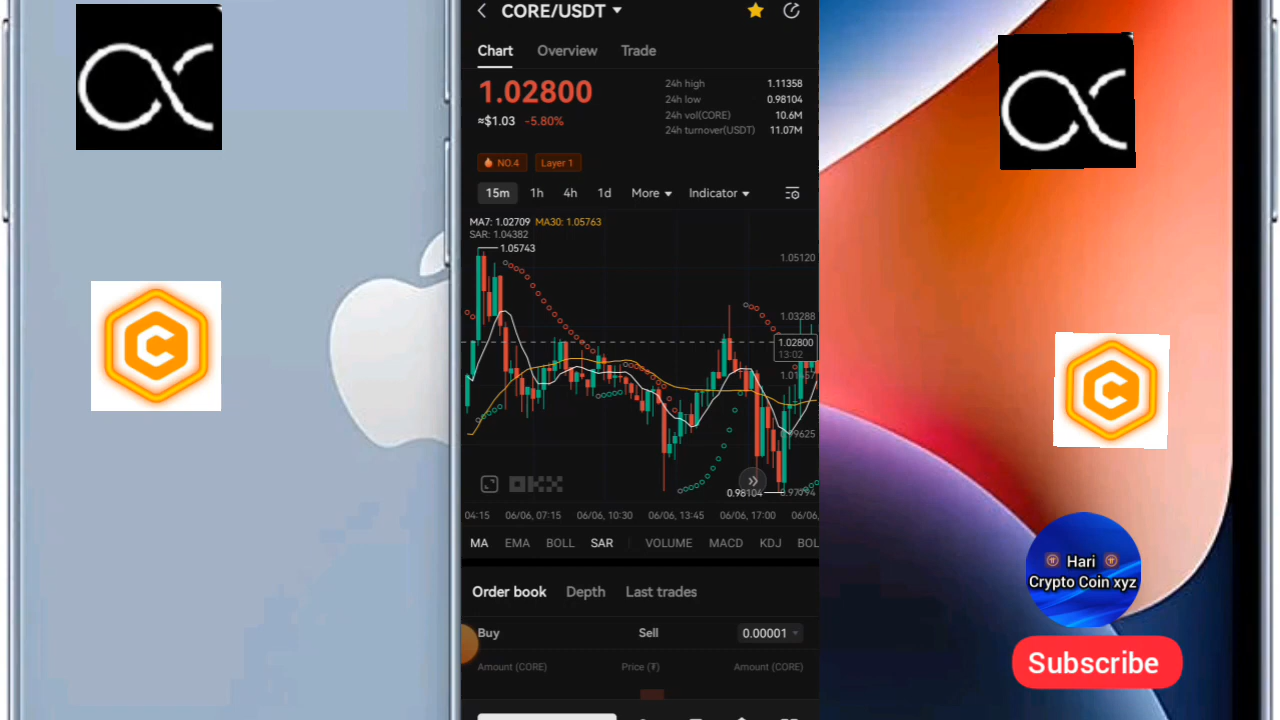 CORE/USDT
Chart Overview Trade
1.02800
≈$1.03 -5.80%
24h high 1.11358
24h low 0.98104
24h vol(CORE) 10.6M
24h turnover(USDT) 11.07M
NO.4 Layer 1
15m 1h 4h 1d More Indicator
MA7: 1.02709 MA30: 1.05763
SAR: 1.04382
1.05743
1.05120
1.03288
1.02800
13:02
0.98104
OKX
04:15 06/06, 07:15 06/06, 10:30 06/06, 13:45 06/06, 17:00 06/06,
MA EMA BOLL SAR VOLUME MACD KDJ BOL
Order book Depth Last trades
Buy Sell 0.00001
Amount (CORE) Price (₮) Amount (CORE)
Hari
Crypto Coin xyz
Subscribe